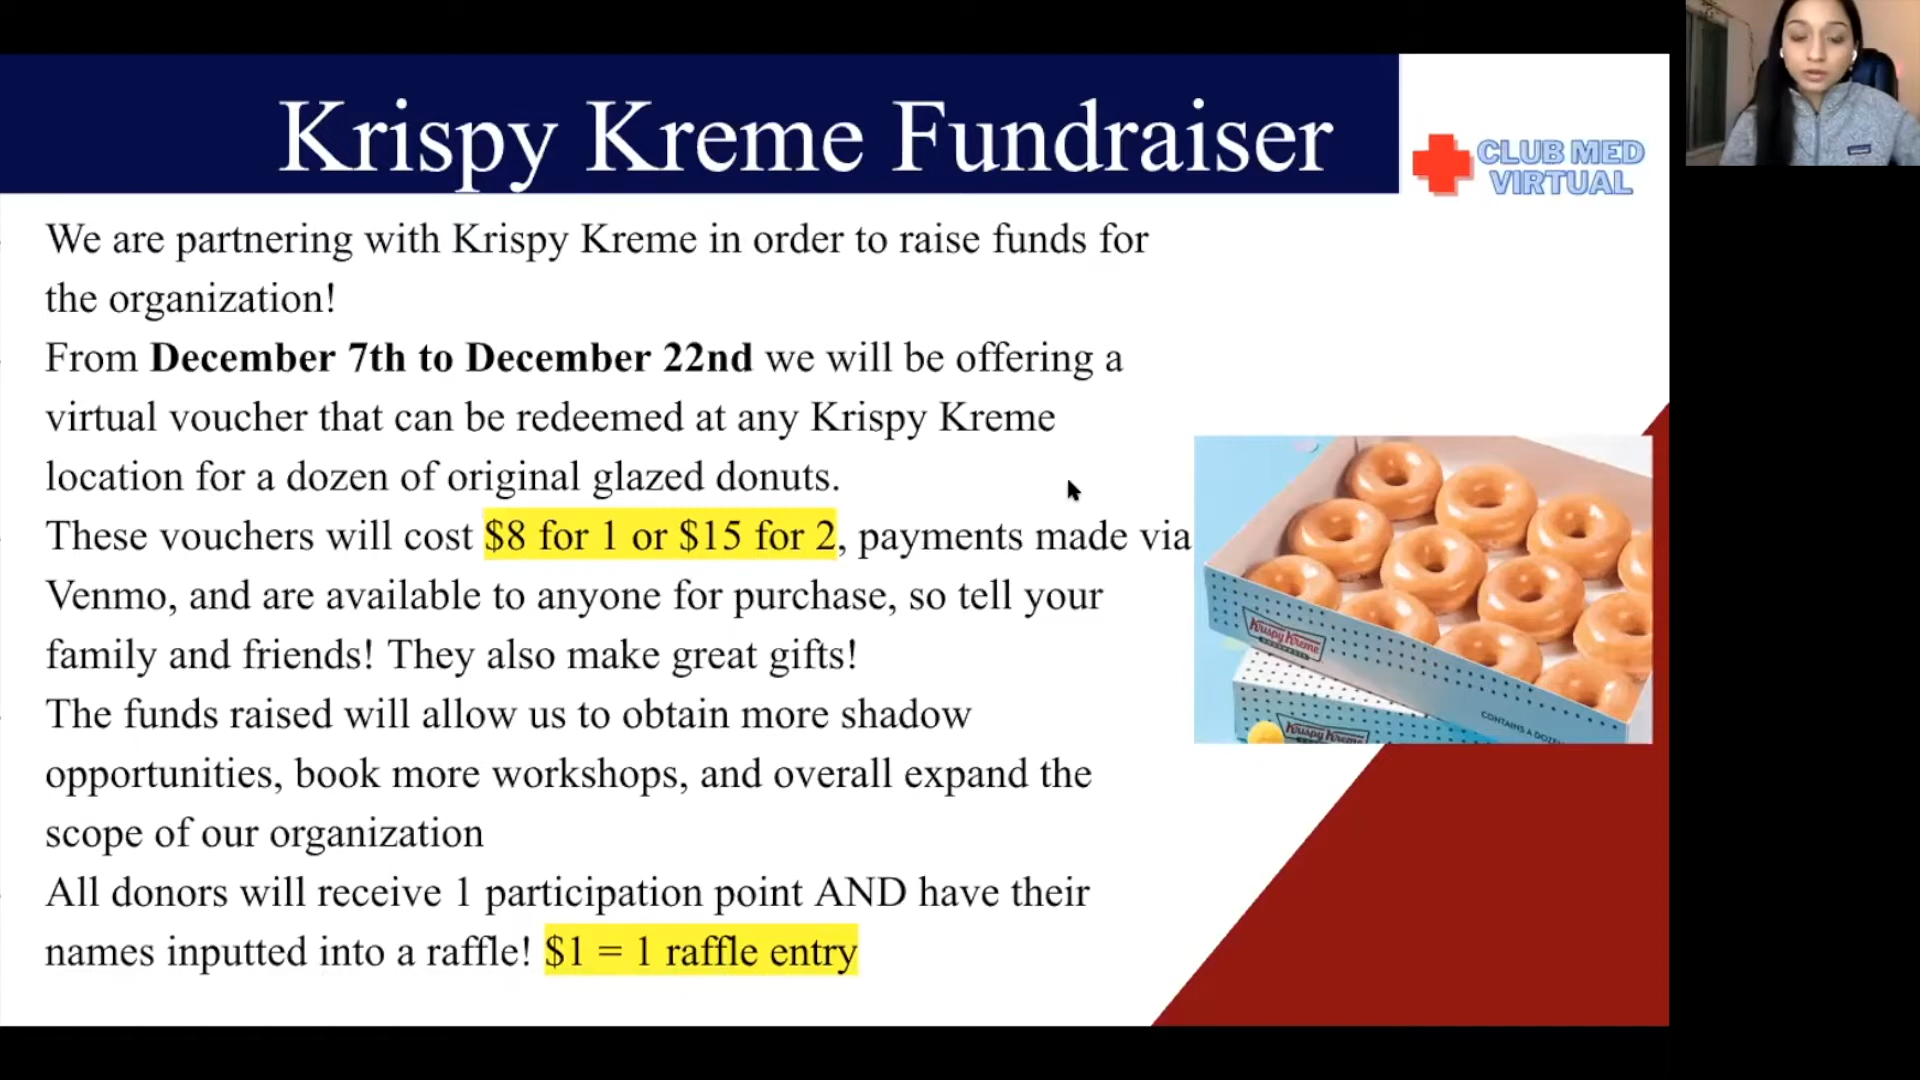 Krispy Kreme Fundraiser
CLUB MED
VIRTUAL
We are partnering with Krispy Kreme in order to raise funds for
the organization!
From December 7th to December 22nd we will be offering a
virtual voucher that can be redeemed at any Krispy Kreme
location for a dozen of original glazed donuts.
These vouchers will cost $8 for 1 or $15 for 2, payments made via
Venmo, and are available to anyone for purchase, so tell your
family and friends! They also make great gifts!
The funds raised will allow us to obtain more shadow
opportunities, book more workshops, and overall expand the
scope of our organization
All donors will receive 1 participation point AND have their
names inputted into a raffle! $1 = 1 raffle entry
Krispy Kreme
CONTAINS A DOZEN
Krispy Kreme